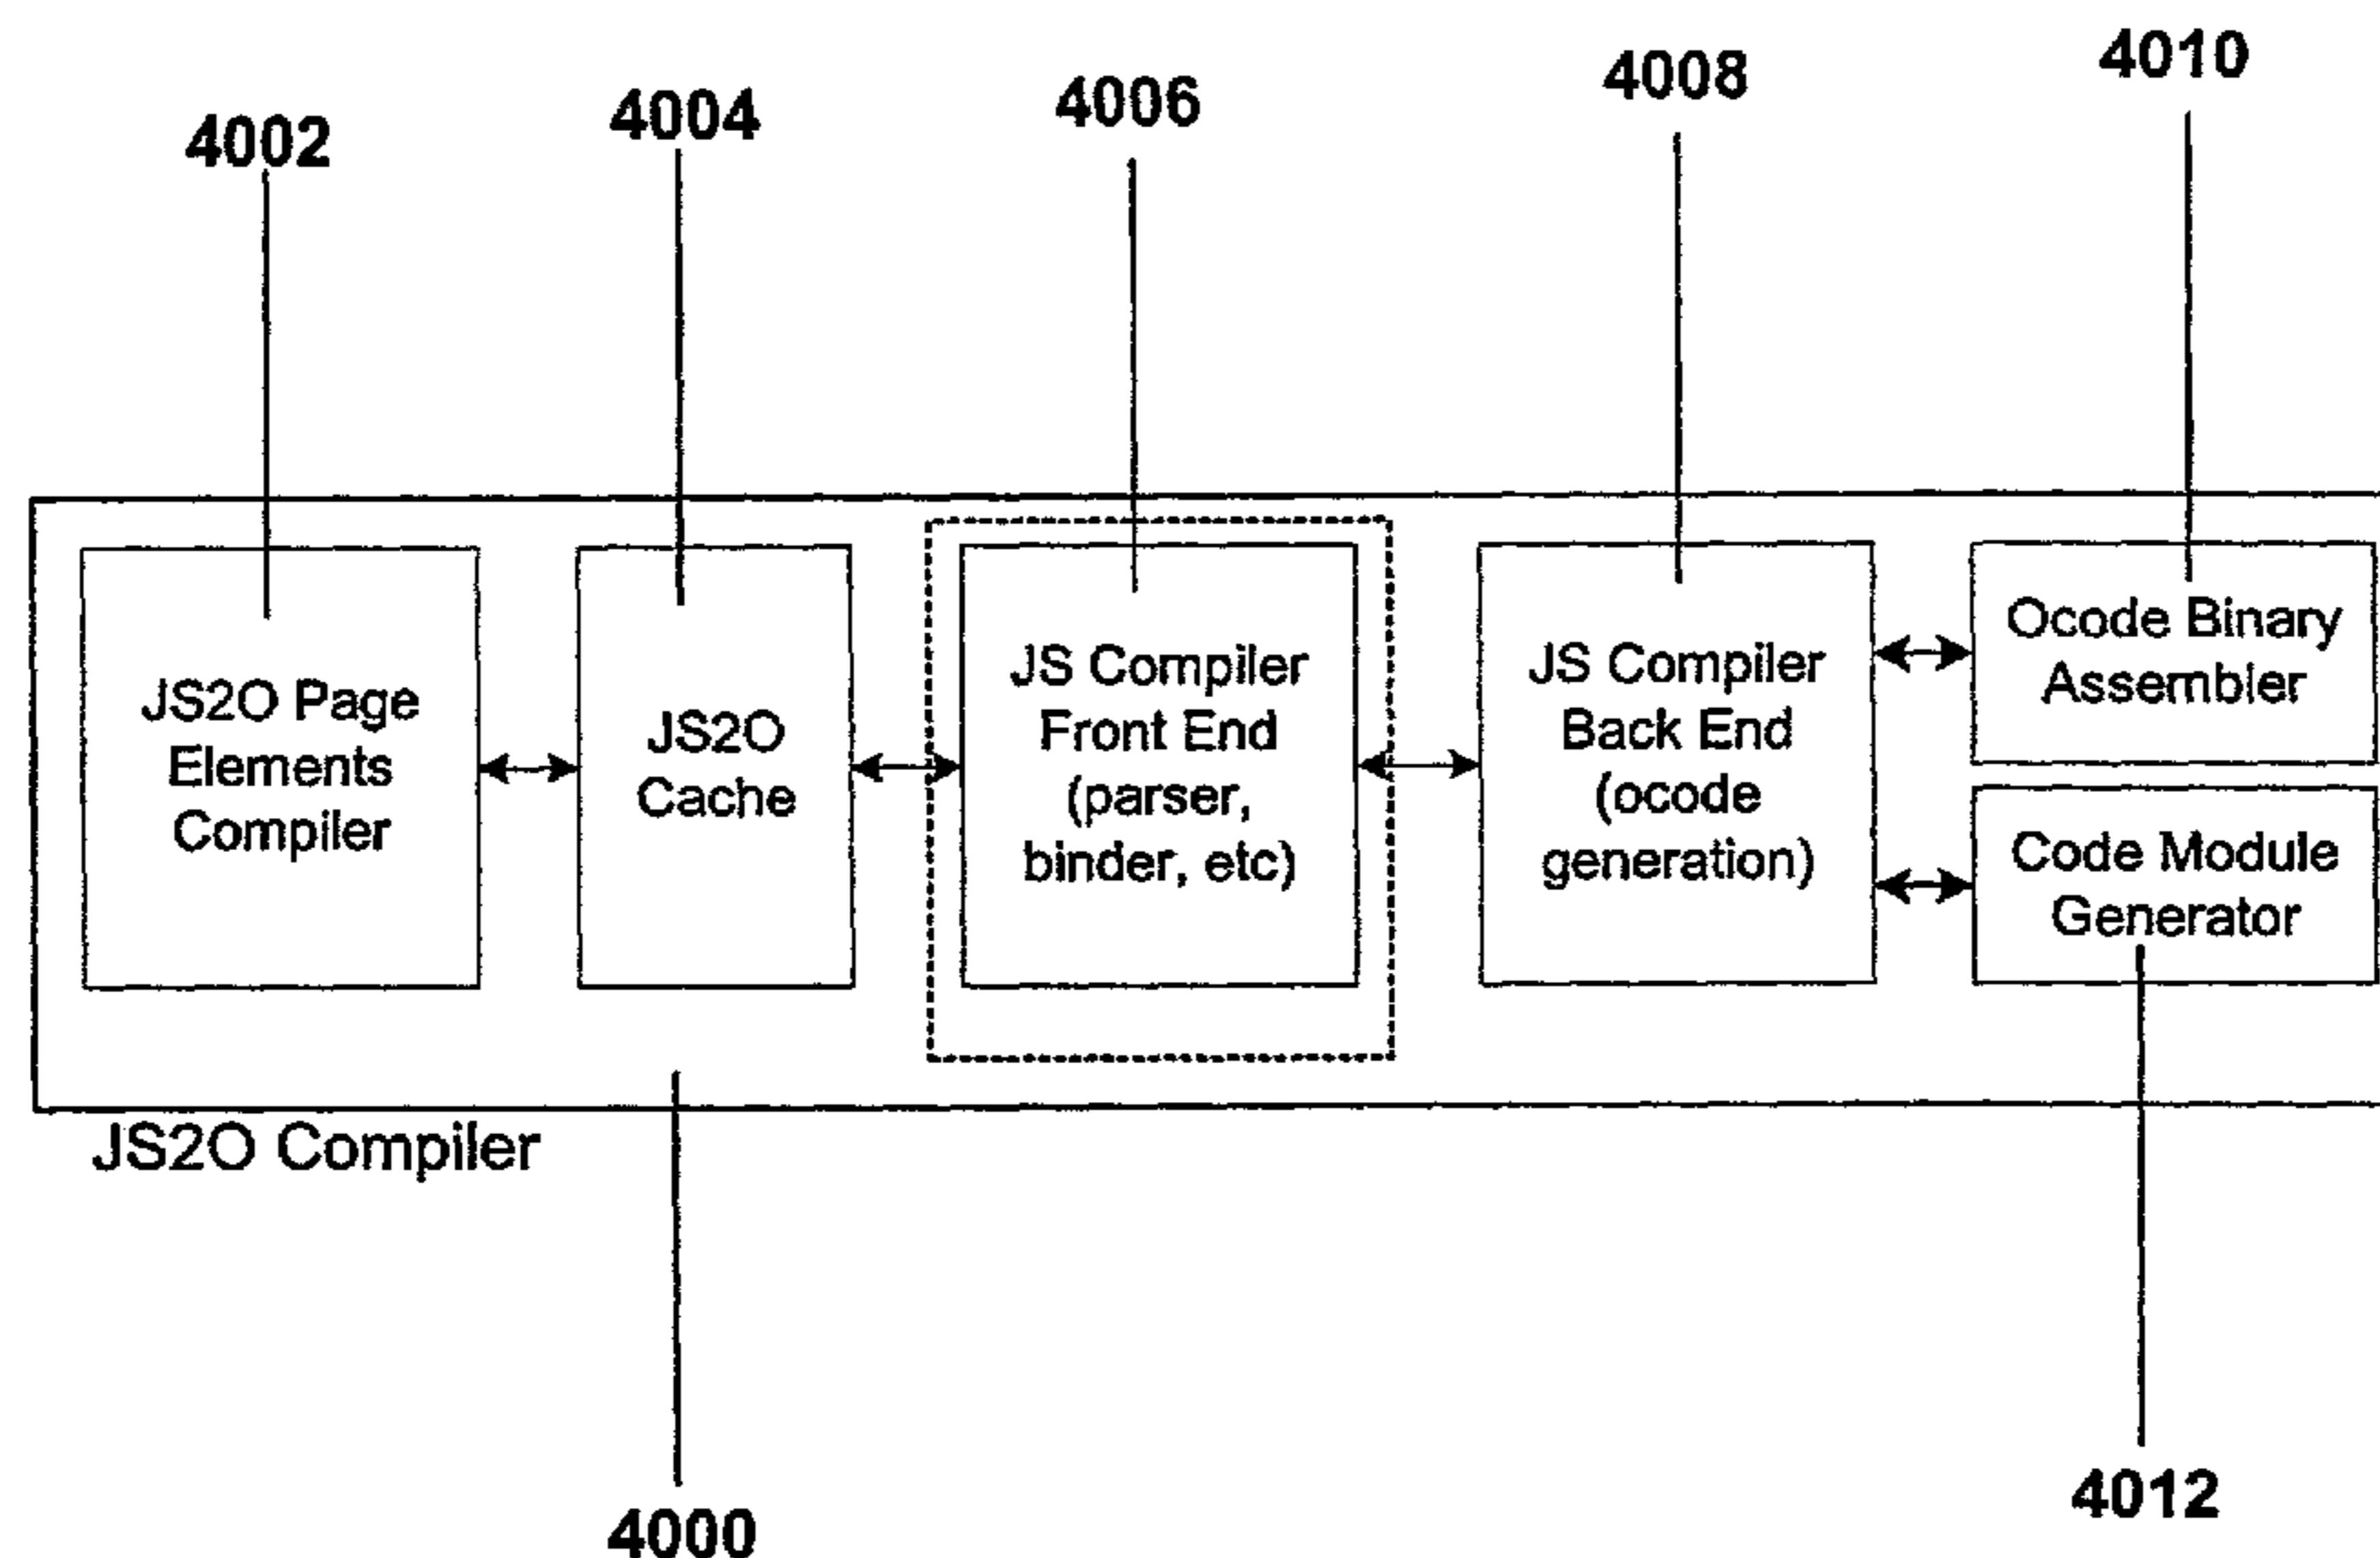 4002
4004
4006
4008
4010
JS2O Page
Elements
Compiler
JS2O
Cache
JS Compiler
Front End
(parser,
binder, etc)
JS Compiler
Back End
(ocode
generation)
Ocode Binary
Assembler
Code Module
Generator
JS2O Compiler
4000
4012